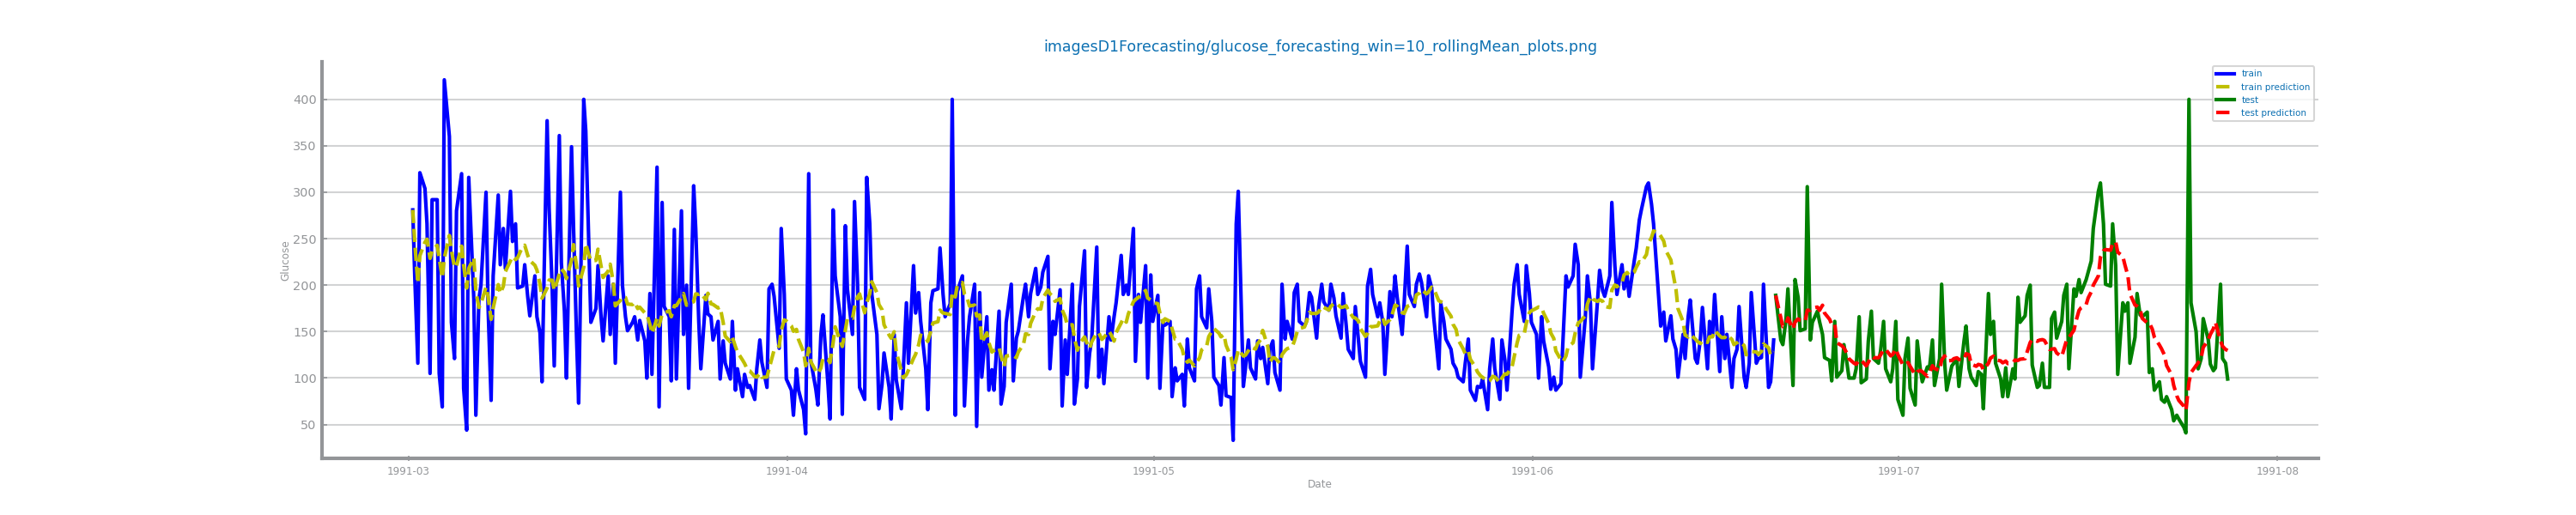 imagesD1Forecasting/glucose_forecasting_win=10_rollingMean_plots.png
train
train prediction
test
test prediction
400
350
300
250
200
150
100
50
Glucose
1991-03 1991-04 1991-05 1991-06 1991-07 1991-08
Date